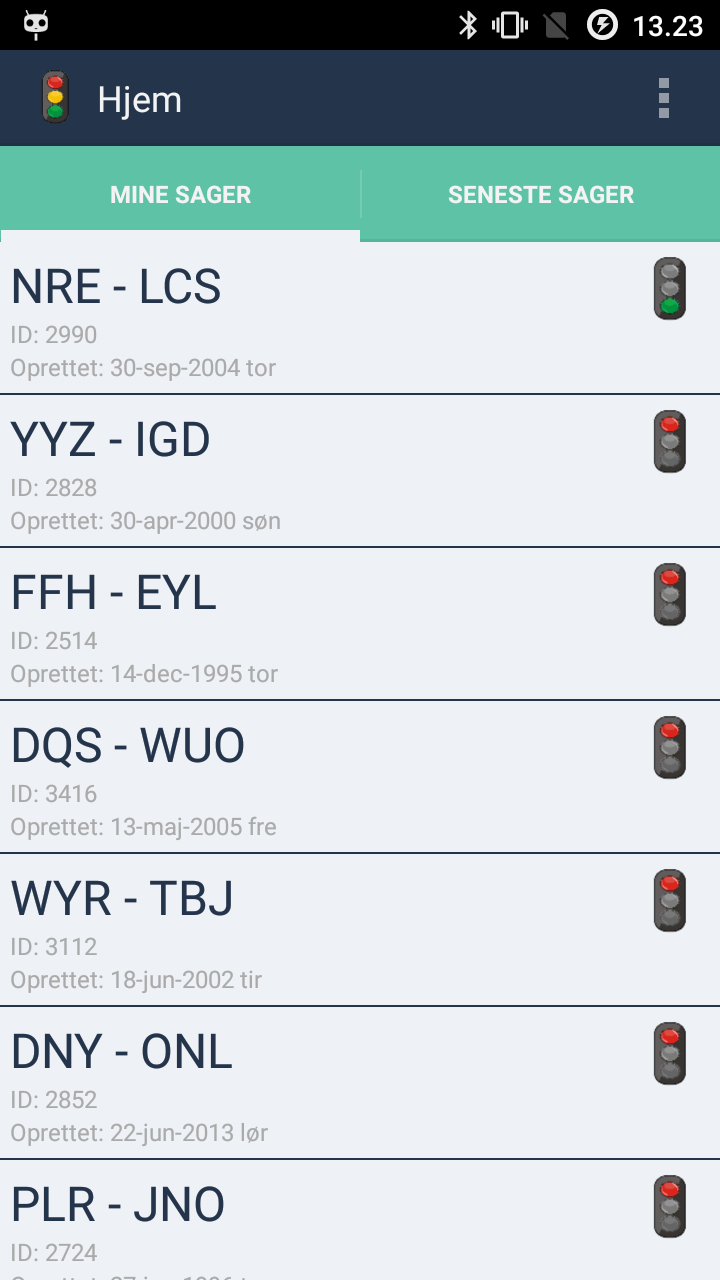 13.23
Hjem
MINE SAGER
SENESTE SAGER
NRE - LCS
ID: 2990
Oprettet: 30-sep-2004 tor
YYZ - IGD
ID: 2828
Oprettet: 30-apr-2000 søn
FFH - EYL
ID: 2514
Oprettet: 14-dec-1995 tor
DQS - WUO
ID: 3416
Oprettet: 13-maj-2005 fre
WYR - TBJ
ID: 3112
Oprettet: 18-jun-2002 tir
DNY - ONL
ID: 2852
Oprettet: 22-jun-2013 lør
PLR - JNO
ID: 2724